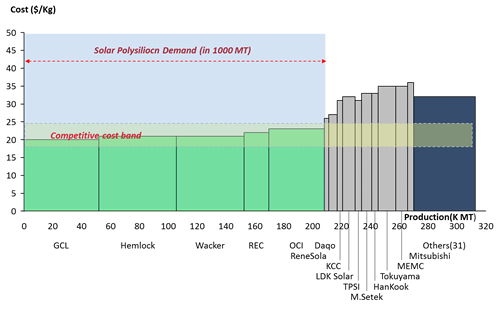 Cost ($/Kg)
50
45
40
35
30
25
20
15
10
5
0
Solar Polysiliocn Demand (in 1000 MT)
Competitive cost band
Production(K MT)
0 20 40 60 80 100 120 140 160 180 200 220 240 260 280 300 320
GCL Hemlock Wacker REC OCI Daqo Others(31)
ReneSola Mitsubishi
KCC MEMC
LDK Solar Tokuyama
TPSI HanKook
M.Setek